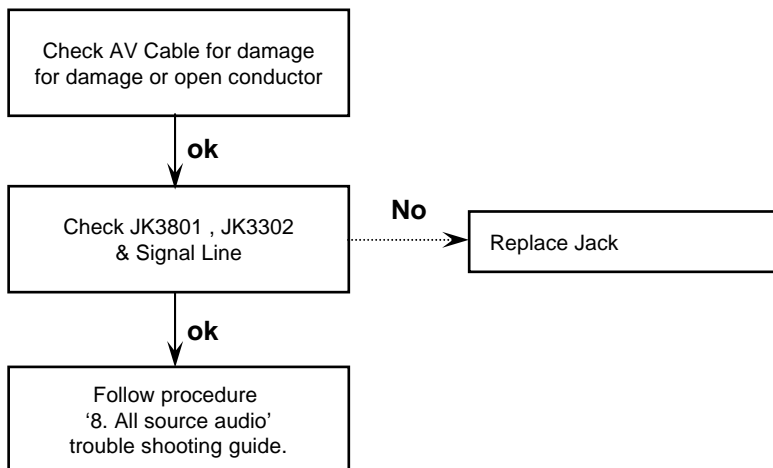 Check AV Cable for damage
for damage or open conductor
ok
Check JK3801 , JK3302
& Signal Line
No
Replace Jack
ok
Follow procedure
‘8. All source audio’
trouble shooting guide.